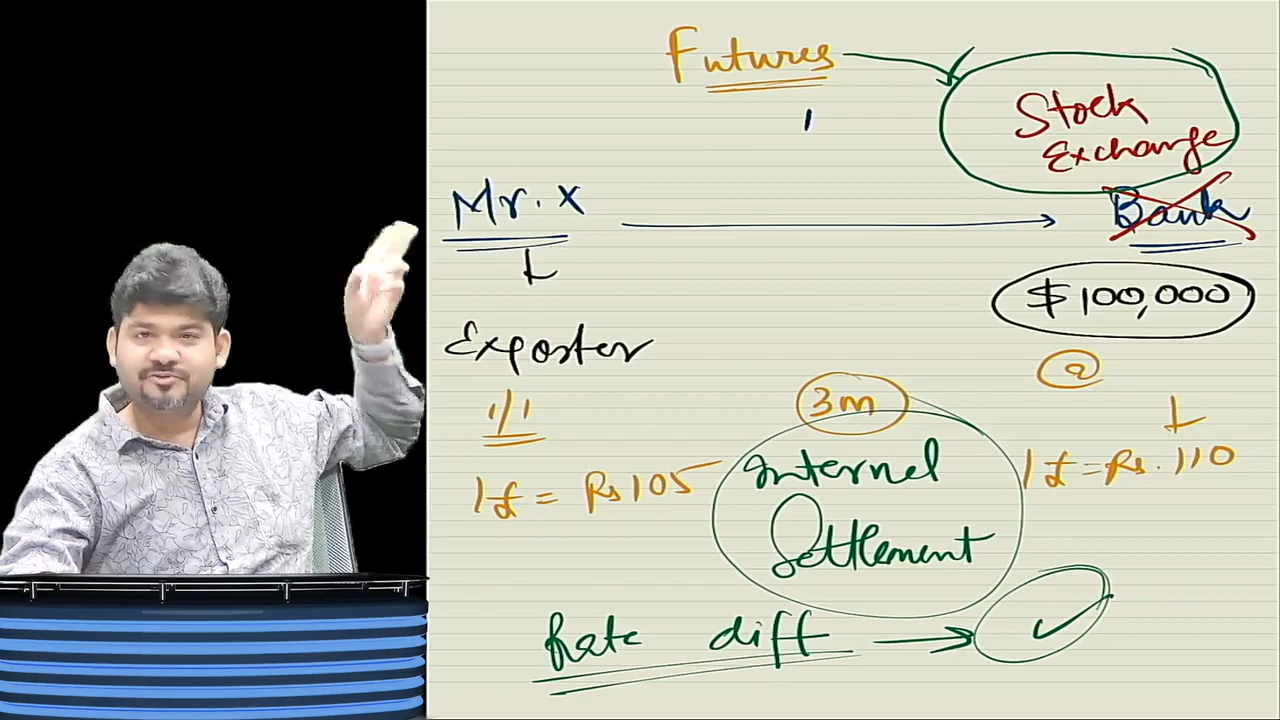 Futures
Stock
Exchange
Mr. X
Bank
$100,000
Exporter
@
1/1
3m
1£ = Rs 105
1£ = Rs. 110
Internel
Settlement
Rate diff